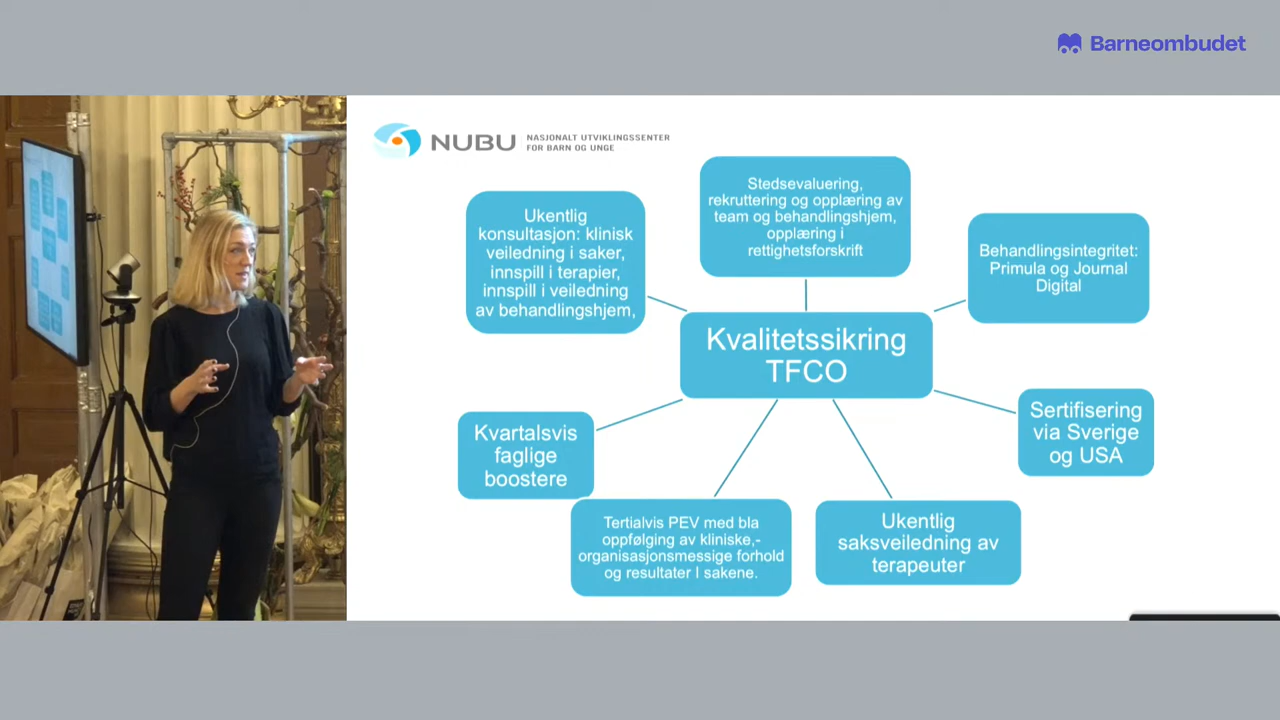 Barneombudet
NUBU
NASJONALT UTVIKLINGSSENTER
FOR BARN OG UNGE
Stedsevaluering,
rekruttering og opplæring av
team og behandlingshjem,
opplæring i
rettighetsforskrift
Ukentlig
konsultasjon: klinisk
veiledning i saker,
innspill i terapier,
innspill i veiledning
av behandlingshjem,
Behandlingsintegritet:
Primula og Journal
Digital
Kvalitetssikring
TFCO
Sertifisering
via Sverige
og USA
Kvartalsvis
faglige
boostere
Tertialvis PEV med bla
oppfølging av kliniske,-
organisasjonsmessige forhold
og resultater I sakene.
Ukentlig
saksveiledning av
terapeuter